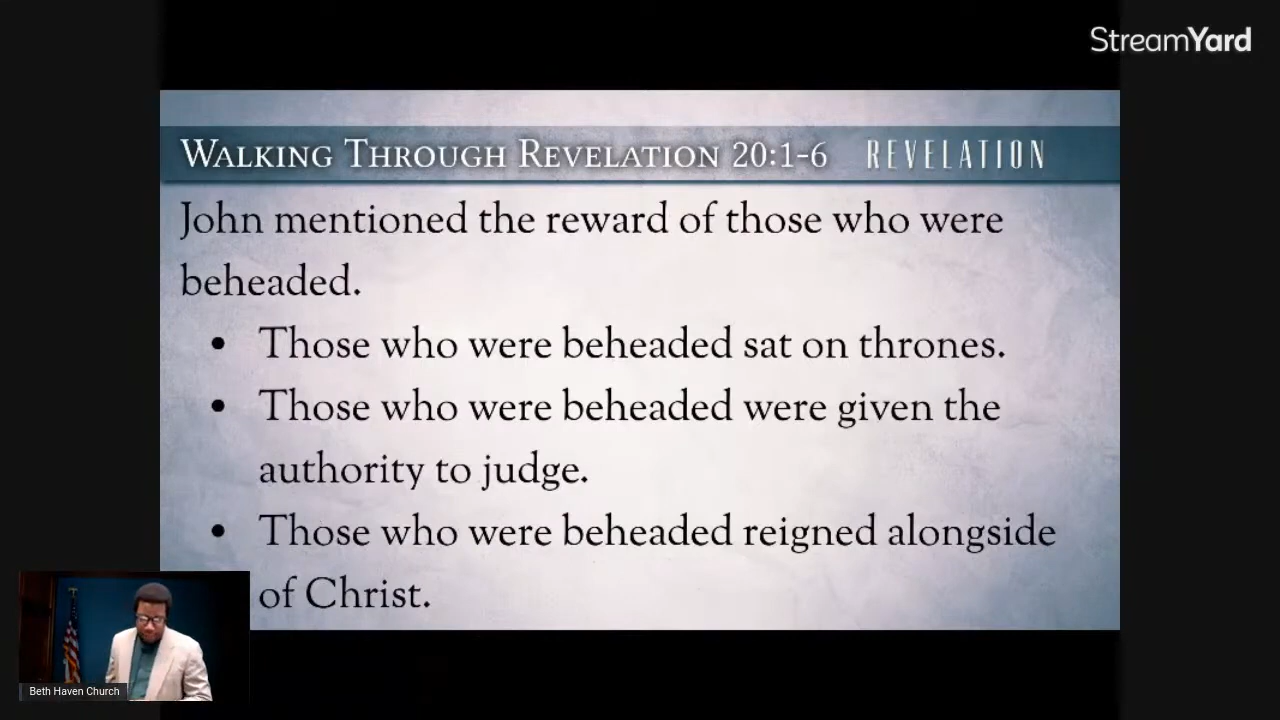 StreamYard
Walking Through Revelation 20:1-6 REVELATION
John mentioned the reward of those who were
beheaded.
• Those who were beheaded sat on thrones.
• Those who were beheaded were given the
authority to judge.
• Those who were beheaded reigned alongside
of Christ.
Beth Haven Church